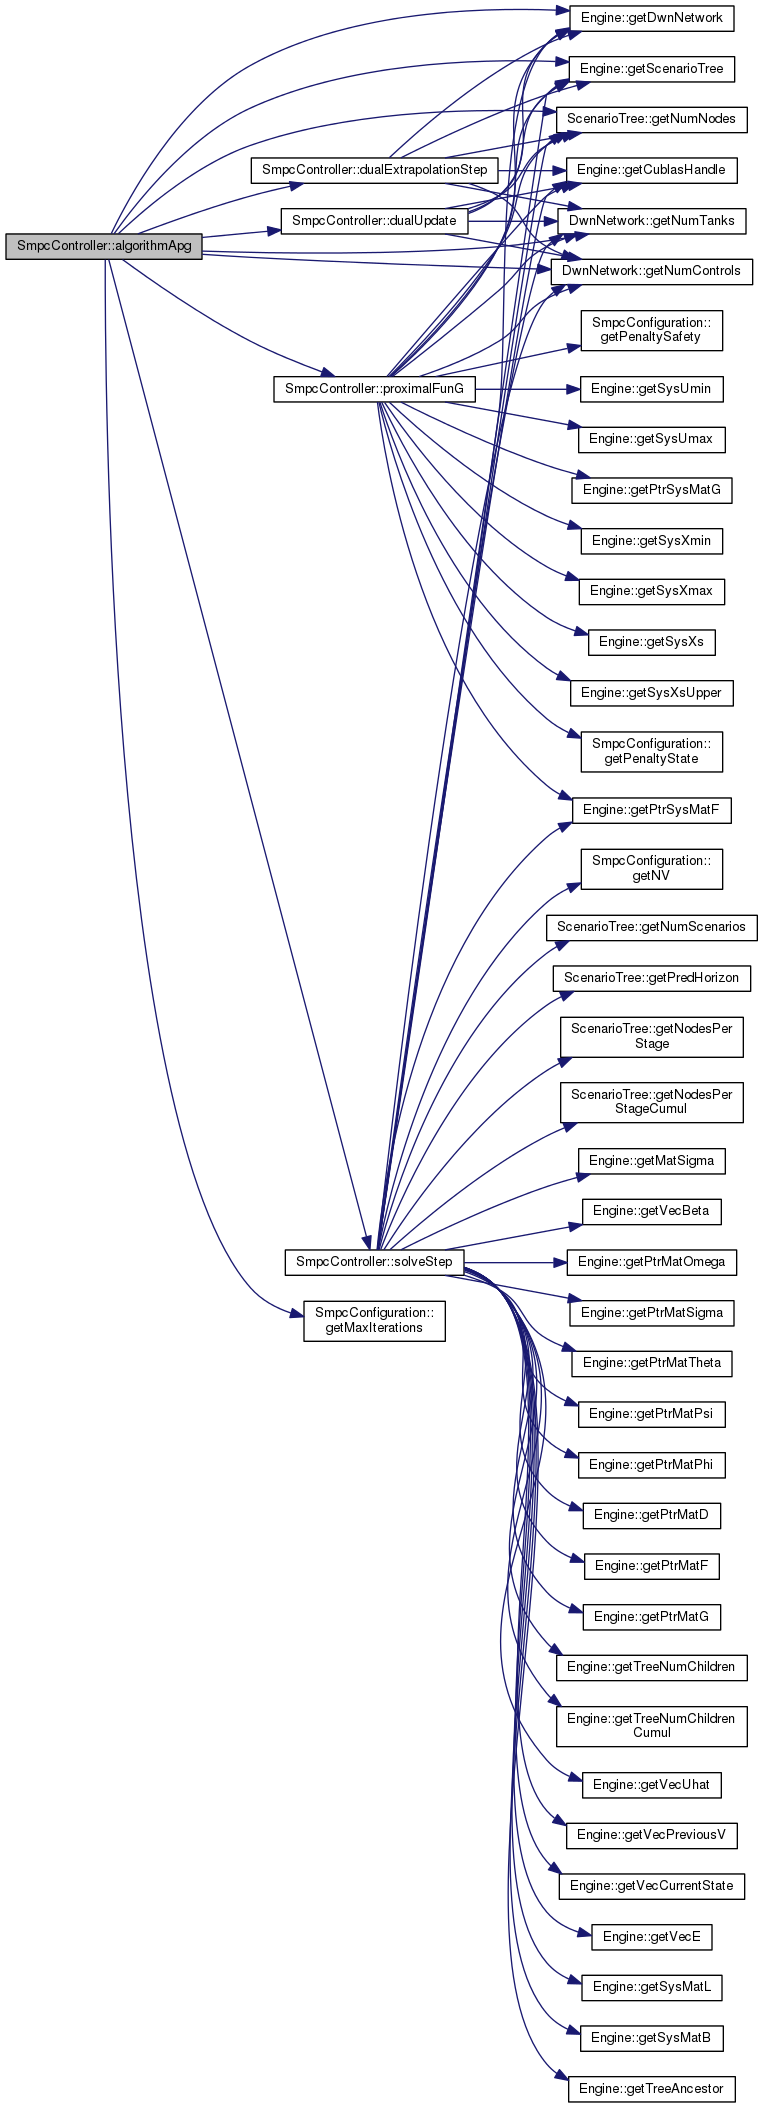 Engine::getDwnNetwork
Engine::getScenarioTree
ScenarioTree::getNumNodes
SmpcController::dualExtrapolationStep
Engine::getCublasHandle
SmpcController::dualUpdate
DwnNetwork::getNumTanks
SmpcController::algorithmApg
DwnNetwork::getNumControls
SmpcConfiguration::
getPenaltySafety
SmpcController::proximalFunG
Engine::getSysUmin
Engine::getSysUmax
Engine::getPtrSysMatG
Engine::getSysXmin
Engine::getSysXmax
Engine::getSysXs
Engine::getSysXsUpper
SmpcConfiguration::
getPenaltyState
Engine::getPtrSysMatF
SmpcConfiguration::
getNV
ScenarioTree::getNumScenarios
ScenarioTree::getPredHorizon
ScenarioTree::getNodesPer
Stage
ScenarioTree::getNodesPer
StageCumul
Engine::getMatSigma
Engine::getVecBeta
SmpcController::solveStep
Engine::getPtrMatOmega
SmpcConfiguration::
getMaxIterations
Engine::getPtrMatSigma
Engine::getPtrMatTheta
Engine::getPtrMatPsi
Engine::getPtrMatPhi
Engine::getPtrMatD
Engine::getPtrMatF
Engine::getPtrMatG
Engine::getTreeNumChildren
Engine::getTreeNumChildren
Cumul
Engine::getVecUhat
Engine::getVecPreviousV
Engine::getVecCurrentState
Engine::getVecE
Engine::getSysMatL
Engine::getSysMatB
Engine::getTreeAncestor